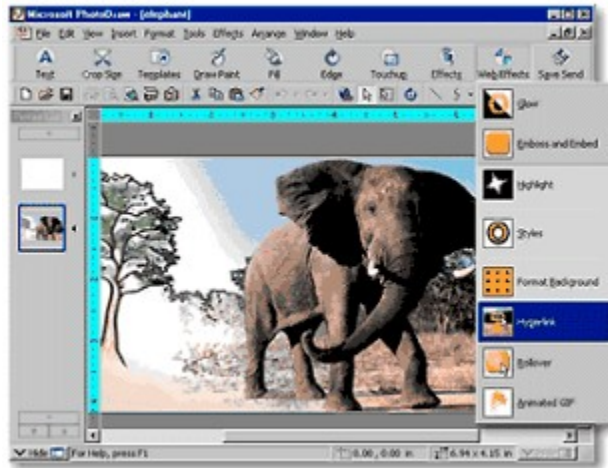 Microsoft PhotoDraw - [elephant]
File Edit View Insert Format Tools Effects Arrange Window Help
Text Crop Size Templates Draw Paint Fill Edge Touchup Effects Web Effects Save Send
Glow
Emboss and Embed
Highlight
Styles
Format Background
Hyperlink
Rollover
Animated GIF
Hide For Help, press F1 0.00, 0.00 in 6.94 x 4.15 in